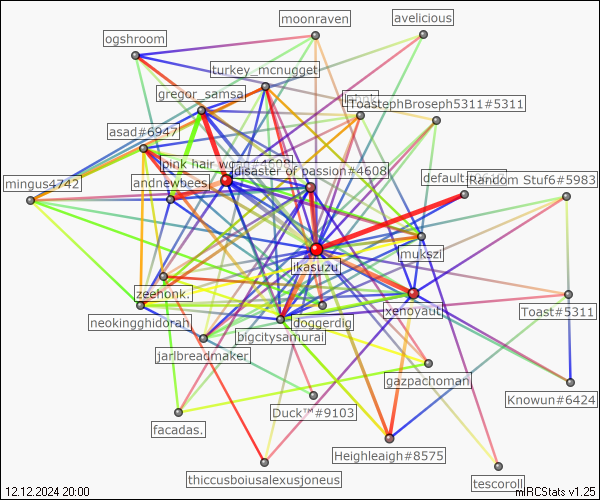 moonraven
avelicious
ogshroom
turkey_mcnugget
gregor_samsa
ToastephBroseph5311#5311
asad#6947
pink hair
disaster of passion#4608
mingus4742
andnewbees
default
Random Stuf6#5983
mukszi
ikasuzu
zeehonk.
neokingghidorah
doggerdig
xenoyaut
Toast#5311
bigcitysamurai
jarlbreadmaker
gazpachoman
Knowun#6424
Duck™#9103
facadas.
Heighleaigh#8575
thiccusboiusalexusjoneus
tescoroll
12.12.2024 20:00
mIRCStats v1.25